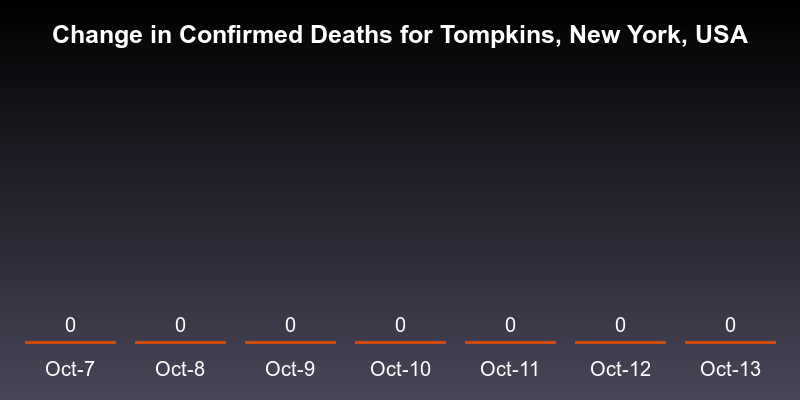 Change in Confirmed Deaths for Tompkins, New York, USA
0 0 0 0 0 0 0
Oct-7 Oct-8 Oct-9 Oct-10 Oct-11 Oct-12 Oct-13